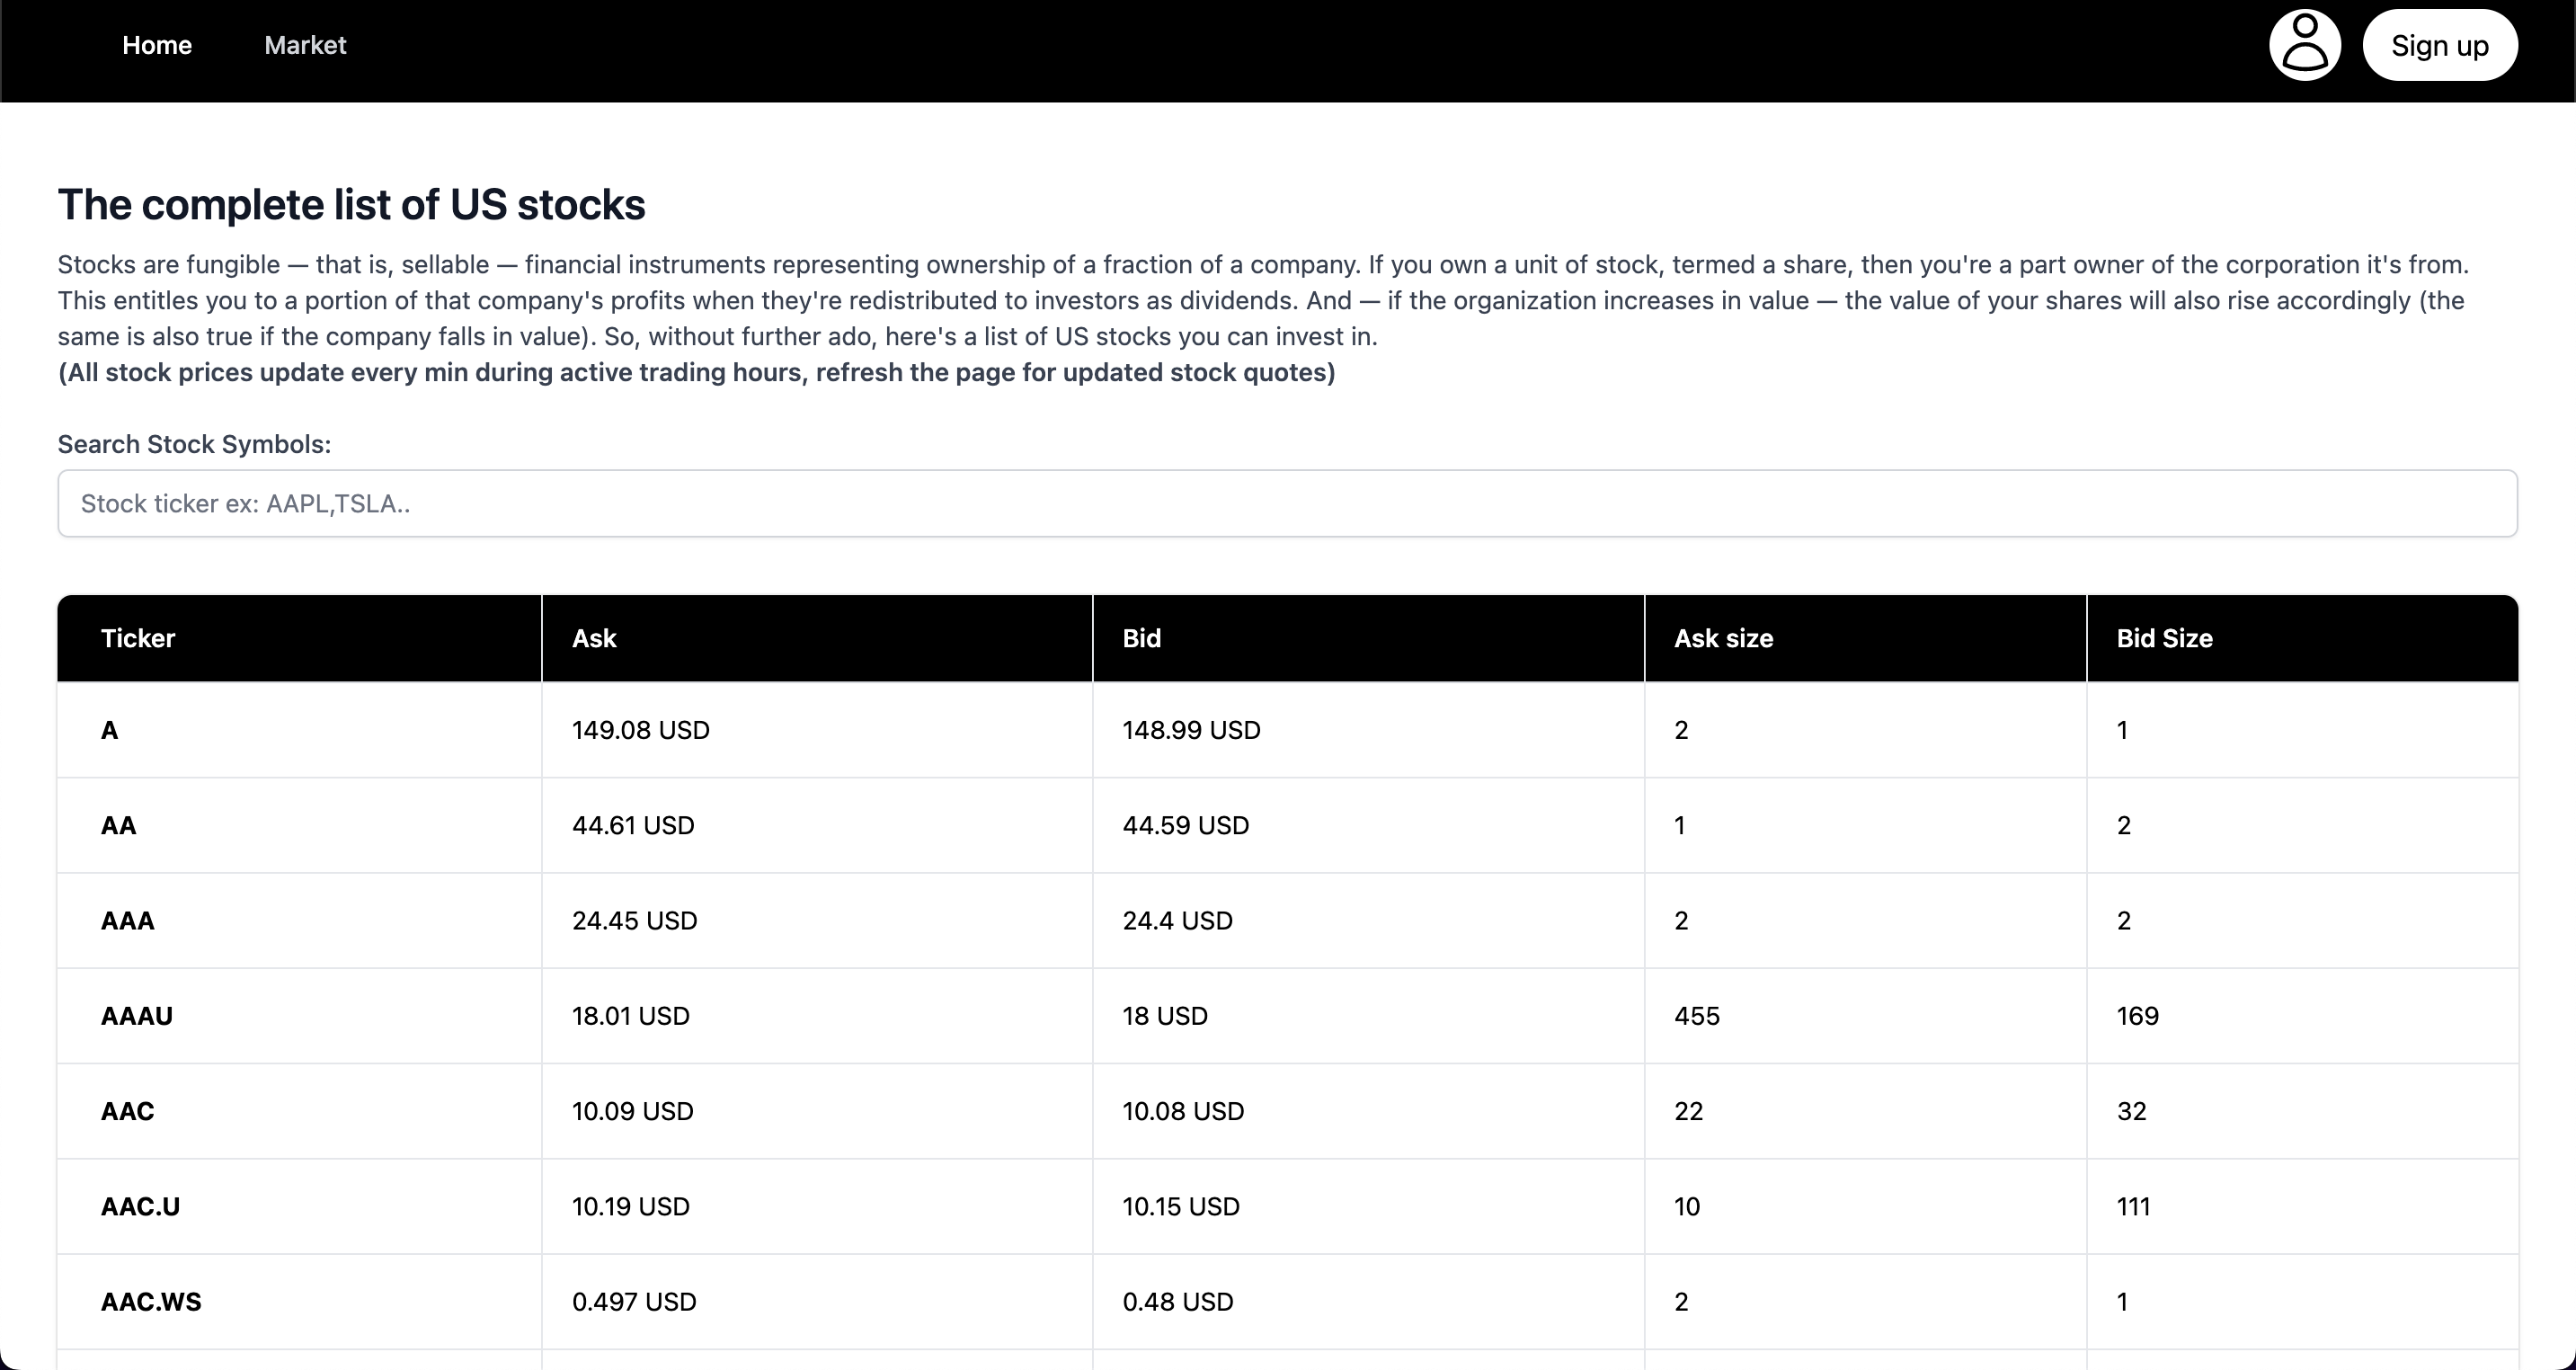 Home Market Sign up
The complete list of US stocks
Stocks are fungible — that is, sellable — financial instruments representing ownership of a fraction of a company. If you own a unit of stock, termed a share, then you're a part owner of the corporation it's from.
This entitles you to a portion of that company's profits when they're redistributed to investors as dividends. And — if the organization increases in value — the value of your shares will also rise accordingly (the
same is also true if the company falls in value). So, without further ado, here's a list of US stocks you can invest in.
(All stock prices update every min during active trading hours, refresh the page for updated stock quotes)
Search Stock Symbols:
Stock ticker ex: AAPL,TSLA..
Ticker Ask Bid Ask size Bid Size
A 149.08 USD 148.99 USD 2 1
AA 44.61 USD 44.59 USD 1 2
AAA 24.45 USD 24.4 USD 2 2
AAAU 18.01 USD 18 USD 455 169
AAC 10.09 USD 10.08 USD 22 32
AAC.U 10.19 USD 10.15 USD 10 111
AAC.WS 0.497 USD 0.48 USD 2 1